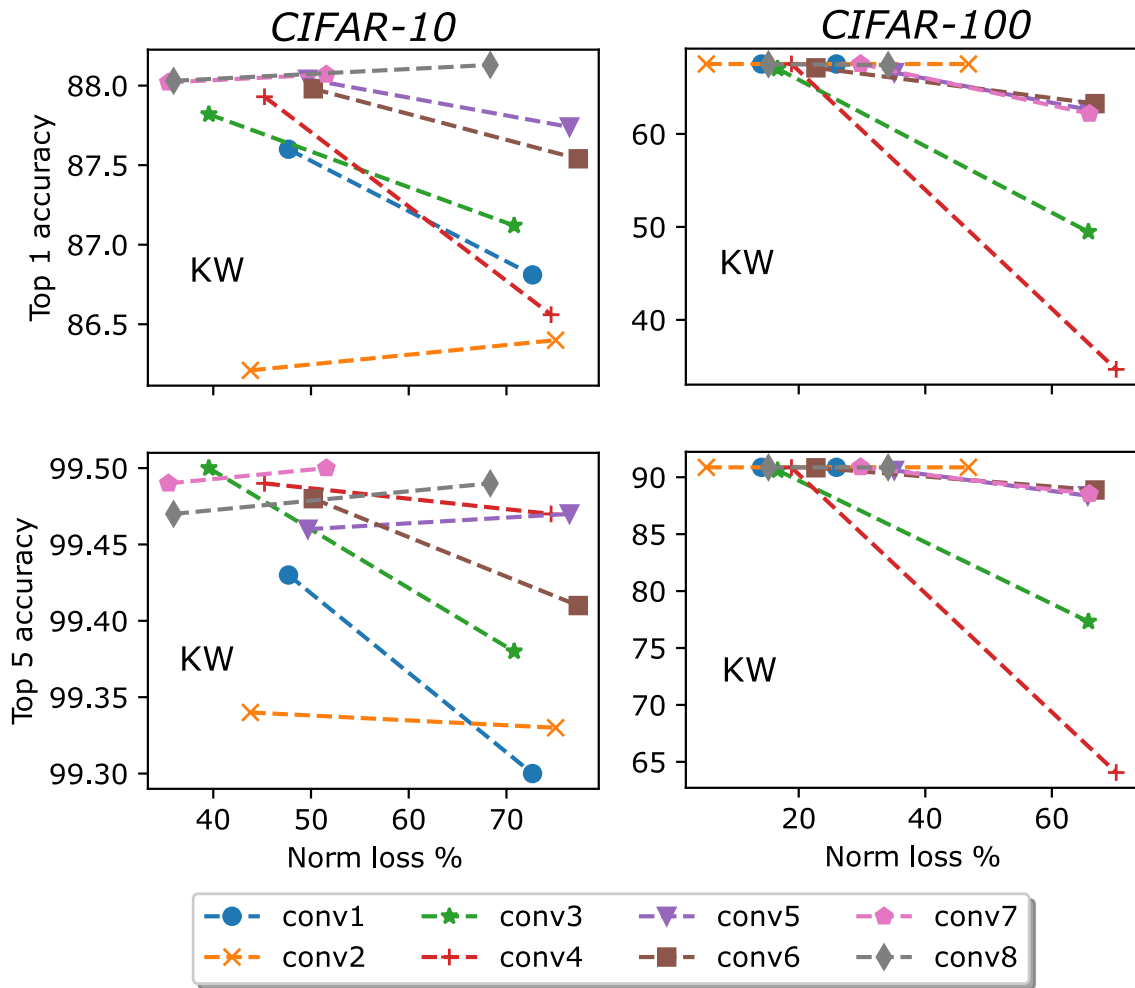 CIFAR-10
CIFAR-100
Top 1 accuracy
88.0
87.5
87.0
86.5
KW
60
50
40
KW
Top 5 accuracy
99.50
99.45
99.40
99.35
99.30
KW
40 50 60 70
Norm loss %
90
85
80
75
70
65
KW
20 40 60
Norm loss %
conv1 conv3 conv5 conv7
conv2 conv4 conv6 conv8